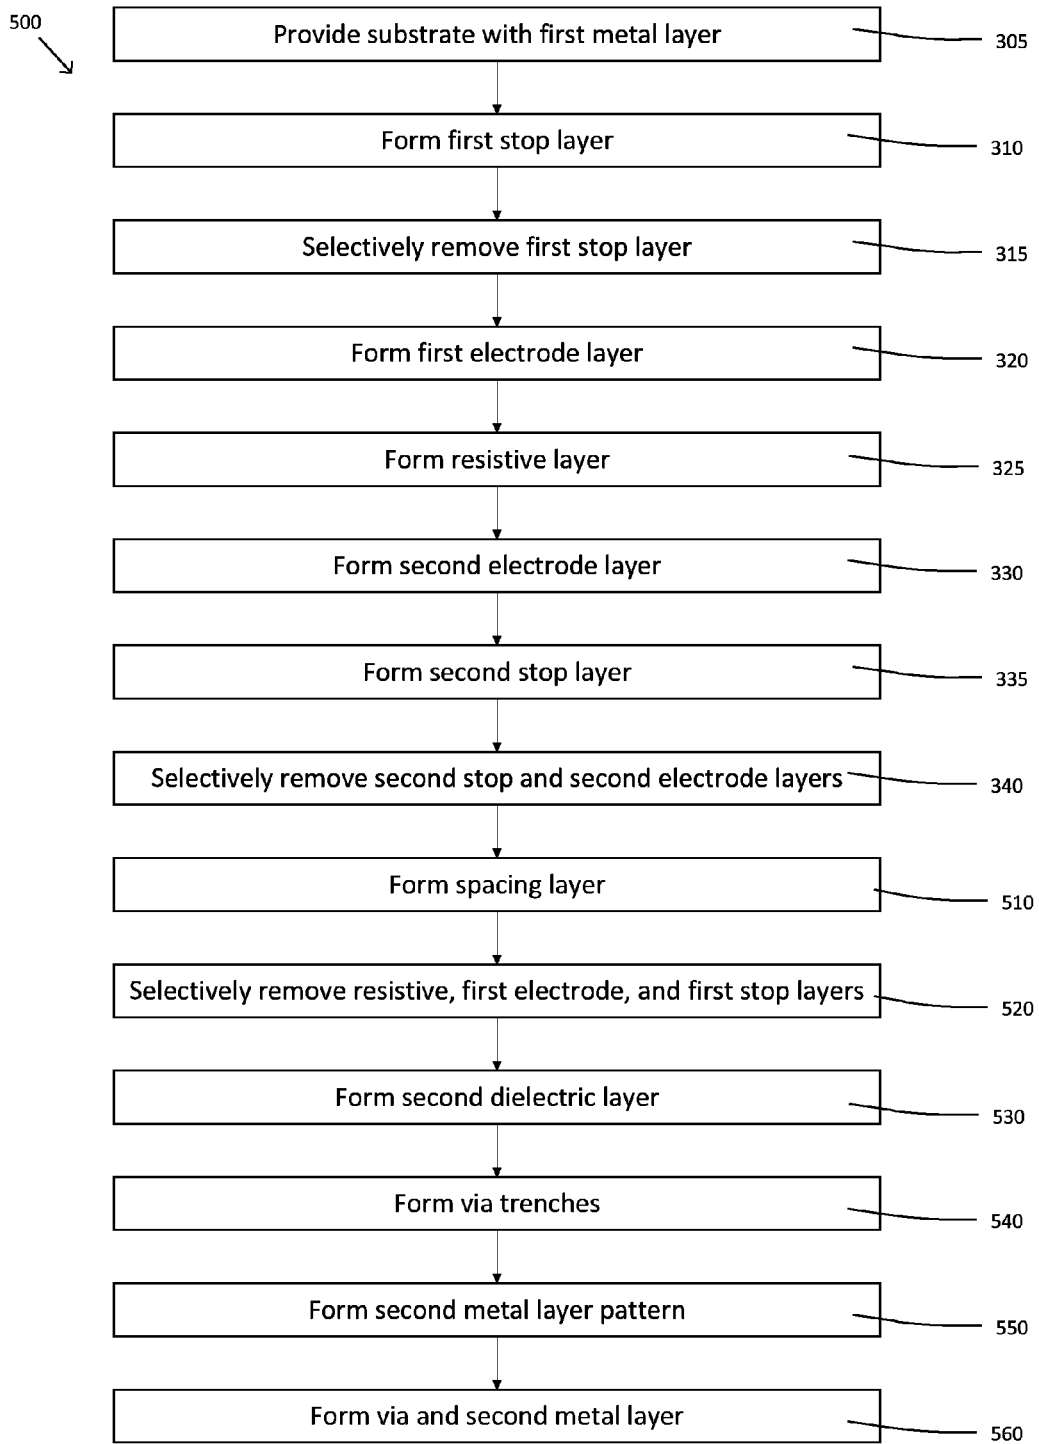 500
Provide substrate with first metal layer
305
Form first stop layer
310
Selectively remove first stop layer
315
Form first electrode layer
320
Form resistive layer
325
Form second electrode layer
330
Form second stop layer
335
Selectively remove second stop and second electrode layers
340
Form spacing layer
510
Selectively remove resistive, first electrode, and first stop layers
520
Form second dielectric layer
530
Form via trenches
540
Form second metal layer pattern
550
Form via and second metal layer
560